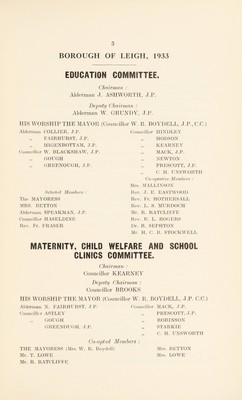 3
BOROUGH OF LEIGH, 1933
EDUCATION COMMITTEE.
Chairman :
Alderman J. ASHWORTH, J.P.
Deputy Chairman :
Alderman W. GRUNDY, J.P.
HIS WORSHIP THE MAYOR (Councillor W. R. BOYDELL, J.P., C.C.)
Alderman COLLIER, J.P.
„ FAIRHURST, J.P.
„ HIGENBOTTAM, J.P.
Councillor W. BLACKSHAW, J.P.
„ GOUGH
„ GREENOUGH, J.P.
Councillor HINDLEY
„ HOBSON
„ KEARNEY
„ MACK, J.P.
„ NEWTON
„ PRESCOTT, J.P.
„ C. H. UNSWORTH
Selected Members :
The MAYORESS
MRS. BETTON
Alderman SPEAKMAN, J.P.
Councillor HASELDINE
Rev. Fr. FRASER
Co-operative Members :
Mrs. MALLINSON
Rev. J. E. EASTWOOD
Rev. Fr. HOTHERSALL
Rev. L. S. MURDOCH
Mr. R. RATCLIFFE
Rev. E. L. ROGERS
Dr. B. SEPHTON
Mr. H. C. B. STOCKWELL
MATERNITY, CHILD WELFARE AND SCHOOL
CLINICS COMMITTEE.
Chairman :
Councillor KEARNEY
Deputy Chairman :
Councillor BROOKS
HIS WORSHIP THE MAYOR (Councillor W. R. BOYDELL, J.P. C.C.)
Alderman N. FAIRHURST, J.P.
Councillor ASTLEY
„ GOUGH
GREENOUGH, J.P.
Councillor MACK, J.P.
„ PRESCOTT, J.P.
„ ROBINSON
„ STARKIE
„ C. H. UNSWORTH
Co-opted Members :
THE MAYORESS (Mrs. W. R. Boydell)
Mr. T. LOWE
Mr. R. RATCLIFFE
Mrs. BETTON
Mrs. LOWE